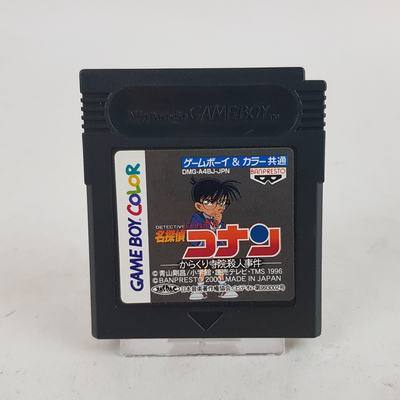 Nintendo GAME BOY
ゲームボーイ & カラー共通
DMG-A4BJ-JPN
BANPRESTO
GAME BOY COLOR
DETECTIVE
名探偵コナン
からくり寺院殺人事件
©青山剛昌/小学館・読売テレビ・TMS 1996
©BANPRESTO 2000 MADE IN JAPAN